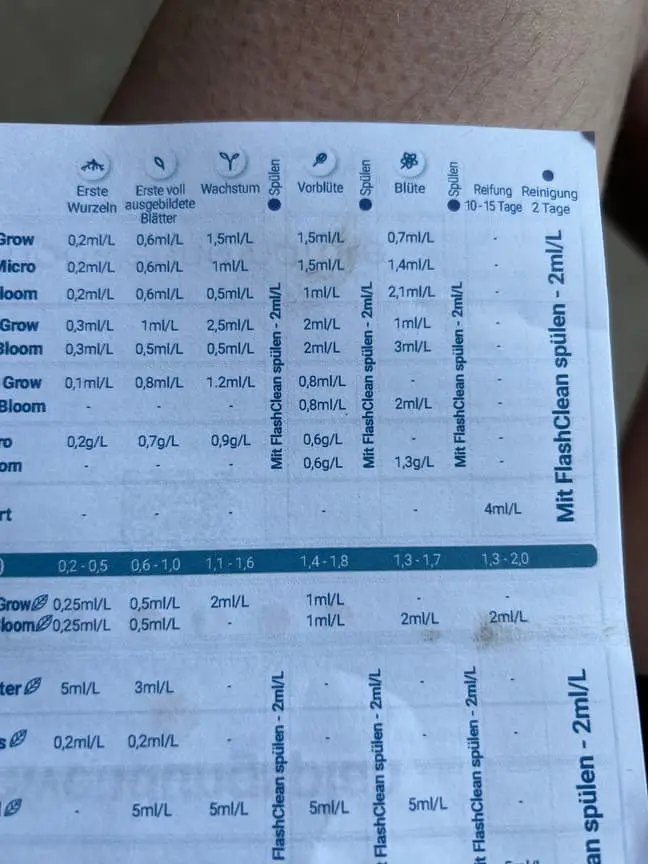 Erste Wurzeln
Erste voll ausgebildete Blätter
Wachstum
Spülen
Vorblüte
Spülen
Blüte
Spülen
Reifung 10-15 Tage
Reinigung 2 Tage
Grow 0,2ml/L 0,6ml/L 1,5ml/L 1,5ml/L 0,7ml/L -
Micro 0,2ml/L 0,6ml/L 1ml/L 1,5ml/L 1,4ml/L -
loom 0,2ml/L 0,6ml/L 0,5ml/L 1ml/L 2,1ml/L -
Grow 0,3ml/L 1ml/L 2,5ml/L 2ml/L 1ml/L -
Bloom 0,3ml/L 0,5ml/L 0,5ml/L 2ml/L 3ml/L -
Grow 0,1ml/L 0,8ml/L 1.2ml/L 0,8ml/L - -
Bloom - - - 0,8ml/L 2ml/L -
ro 0,2g/L 0,7g/L 0,9g/L 0,6g/L - -
om - - - 0,6g/L 1,3g/L -
Mit FlashClean spülen - 2ml/L
Mit FlashClean spülen - 2ml/L
Mit FlashClean spülen - 2ml/L
Mit FlashClean spülen - 2ml/L
rt - - - - - 4ml/L
) 0,2 - 0,5 0,6 - 1,0 1,1 - 1,6 1,4 - 1,8 1,3 - 1,7 1,3 - 2,0
Grow 0,25ml/L 0,5ml/L 2ml/L 1ml/L - -
loom 0,25ml/L 0,5ml/L - 1ml/L 2ml/L 2ml/L
ter 5ml/L 3ml/L - - - -
s 0,2ml/L 0,2ml/L - - - -
l - 5ml/L 5ml/L 5ml/L 5ml/L -
FlashClean spülen - 2ml/L
FlashClean spülen - 2ml/L
it FlashClean spülen - 2ml/L
an spülen - 2ml/L